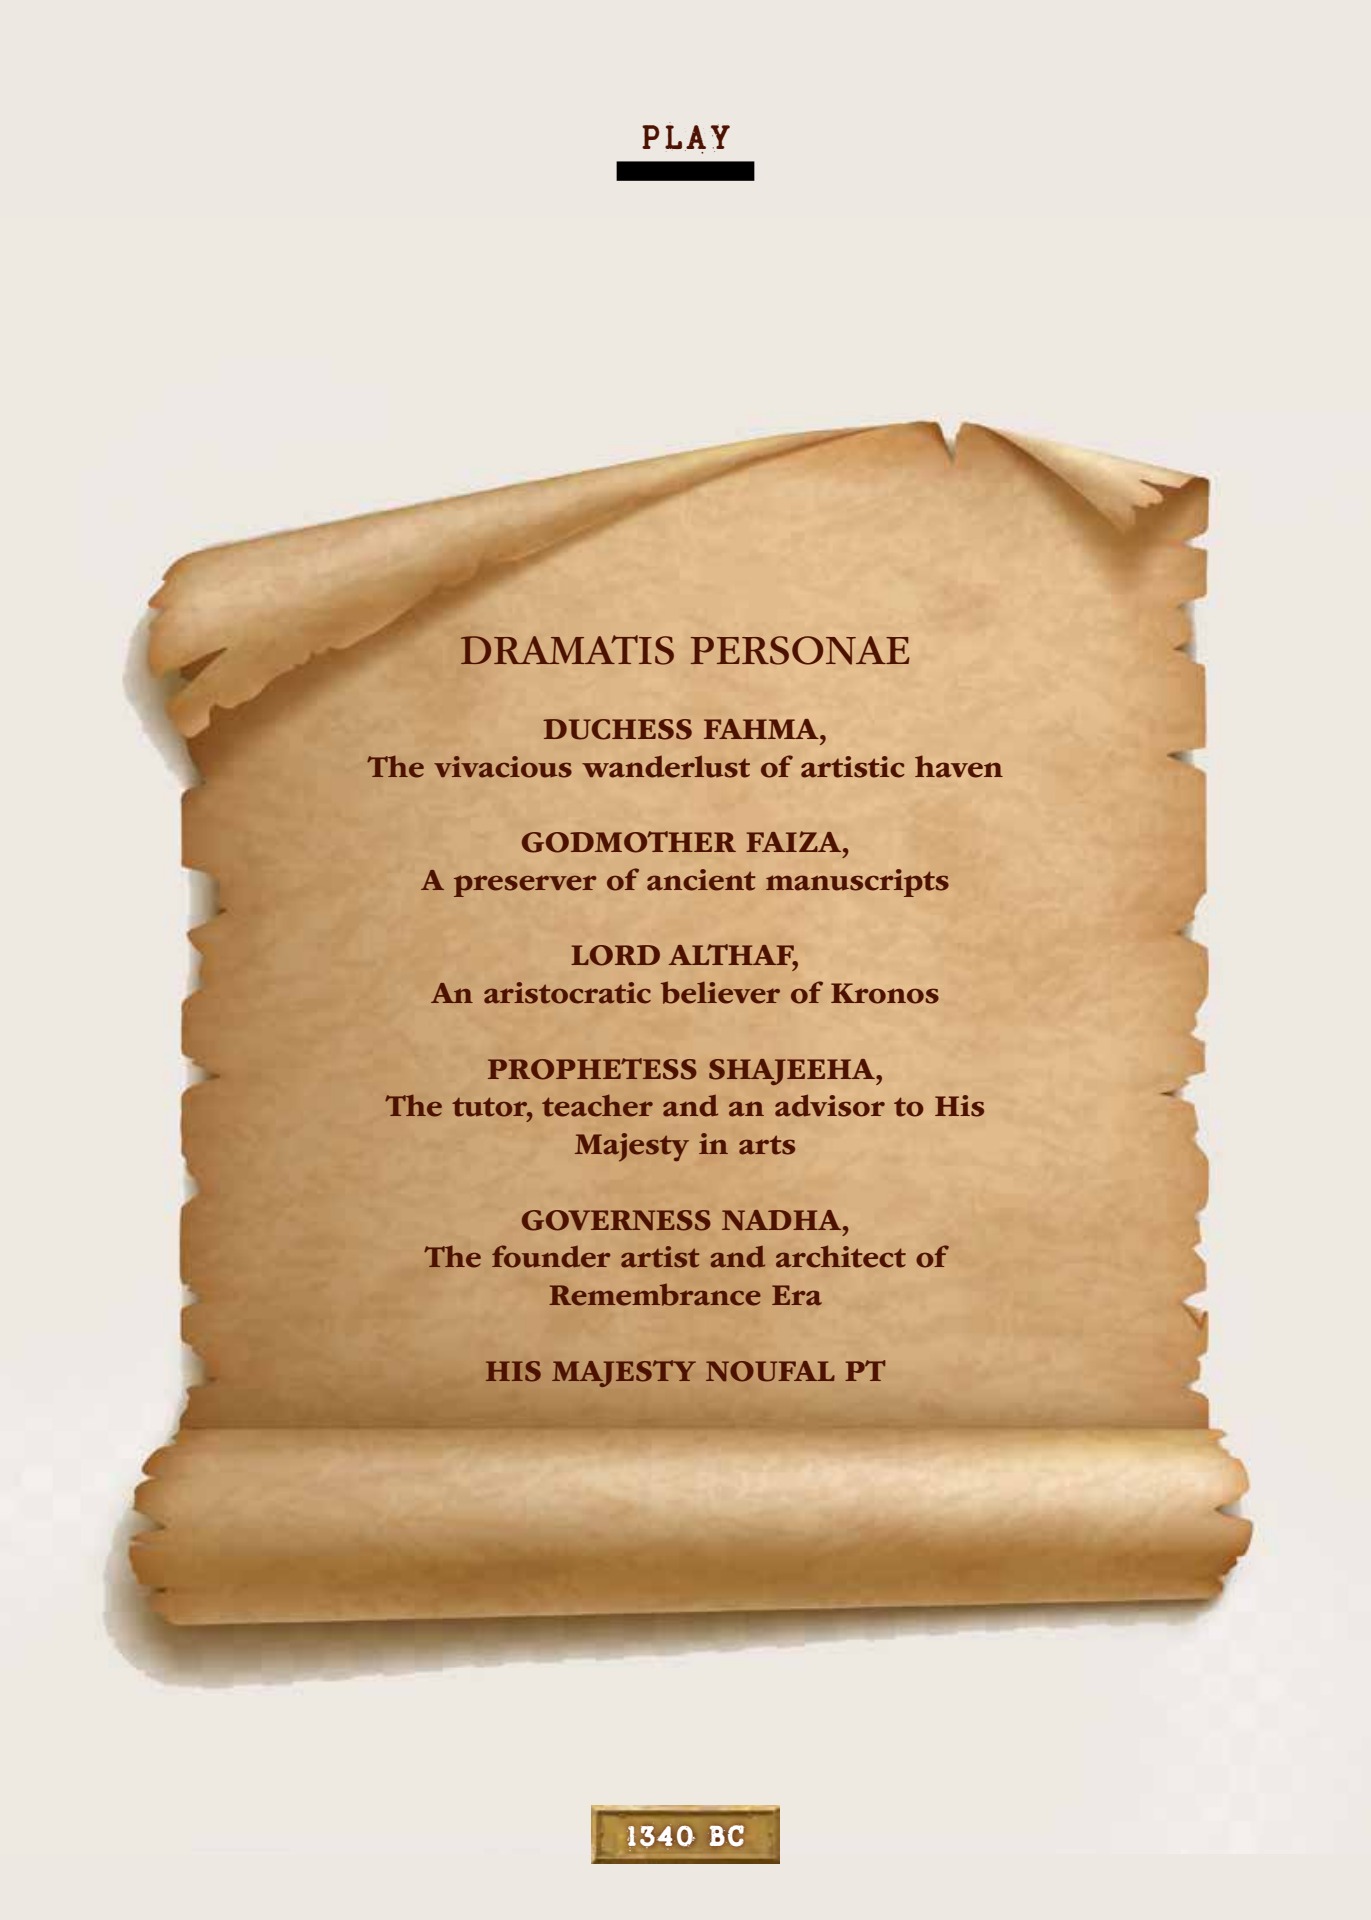 PLAY
DRAMATIS PERSONAE
DUCHESS FAHMA,
The vivacious wanderlust of artistic haven
GODMOTHER FAIZA,
A preserver of ancient manuscripts
LORD ALTHAF,
An aristocratic believer of Kronos
PROPHETESS SHAJEEHA,
The tutor, teacher and an advisor to His
Majesty in arts
GOVERNESS NADHA,
The founder artist and architect of
Remembrance Era
HIS MAJESTY NOUFAL PT
1340 BC